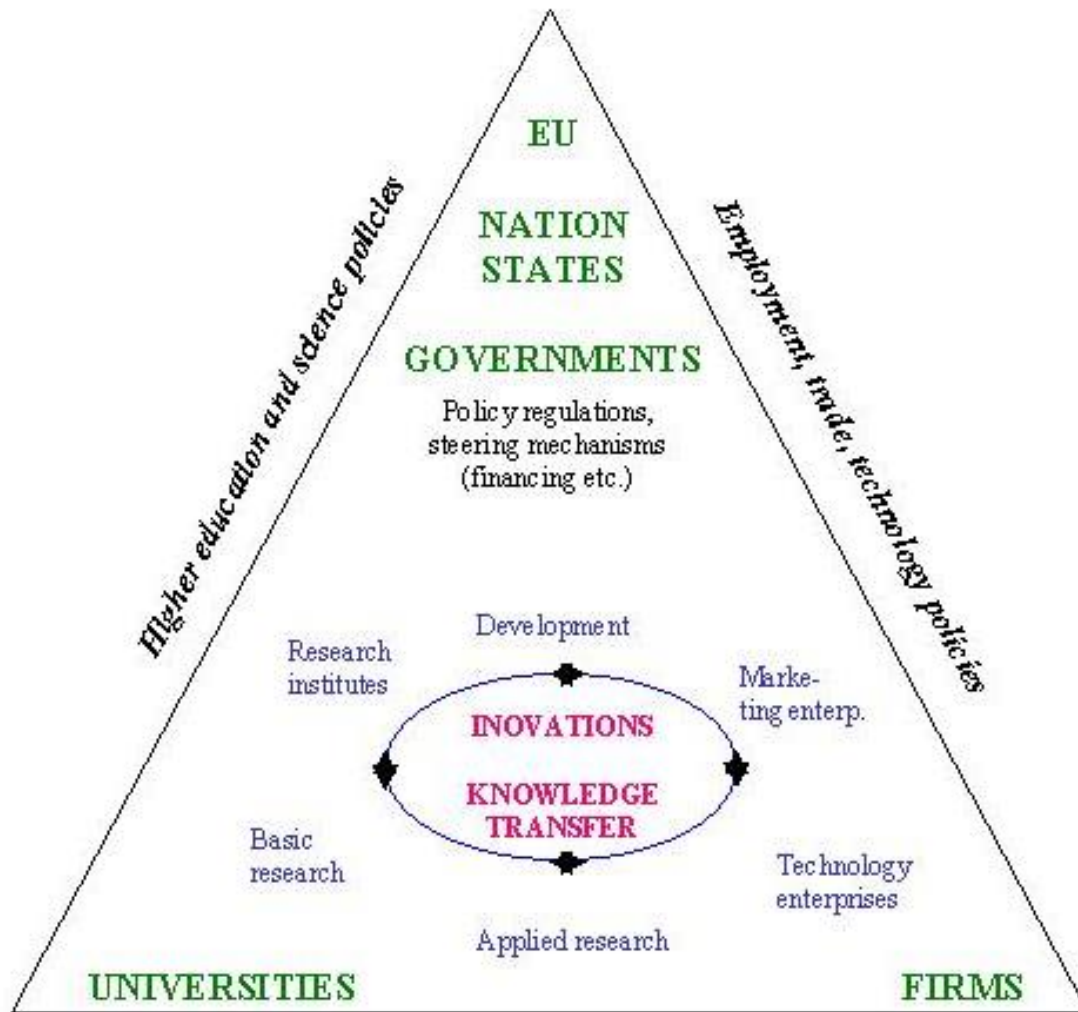 EU
NATION
STATES
GOVERNMENTS
Policy regulations,
steering mechanisms
(financing etc.)
Higher education and science policies
Employment, trade, technology policies
Development
Research
institutes
Marke-
ting enterp.
INOVATIONS
KNOWLEDGE
TRANSFER
Basic
research
Technology
enterprises
Applied research
UNIVERSITIES
FIRMS